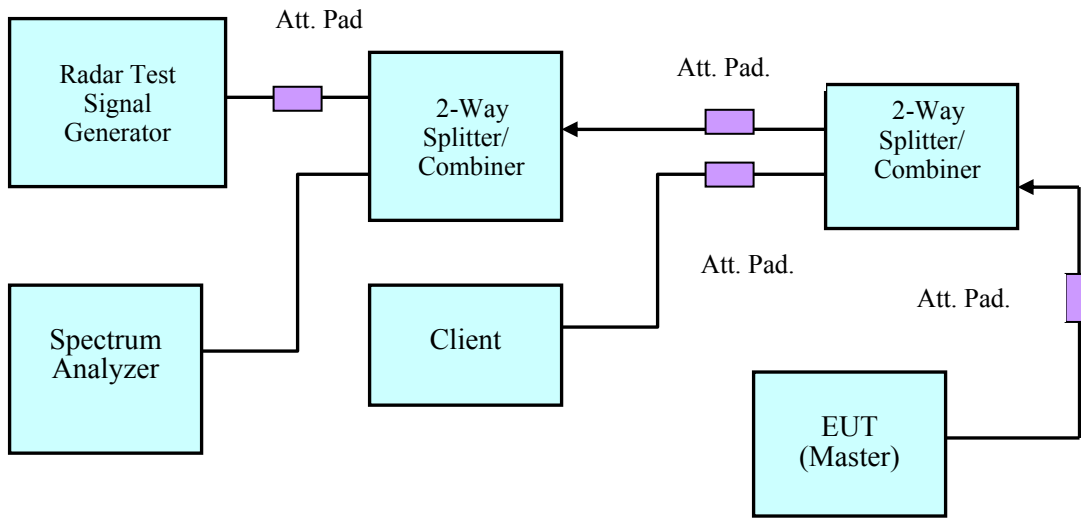 Att. Pad
Radar Test
Signal
Generator
2-Way
Splitter/
Combiner
Att. Pad.
2-Way
Splitter/
Combiner
Att. Pad.
Att. Pad.
Spectrum
Analyzer
Client
EUT
(Master)